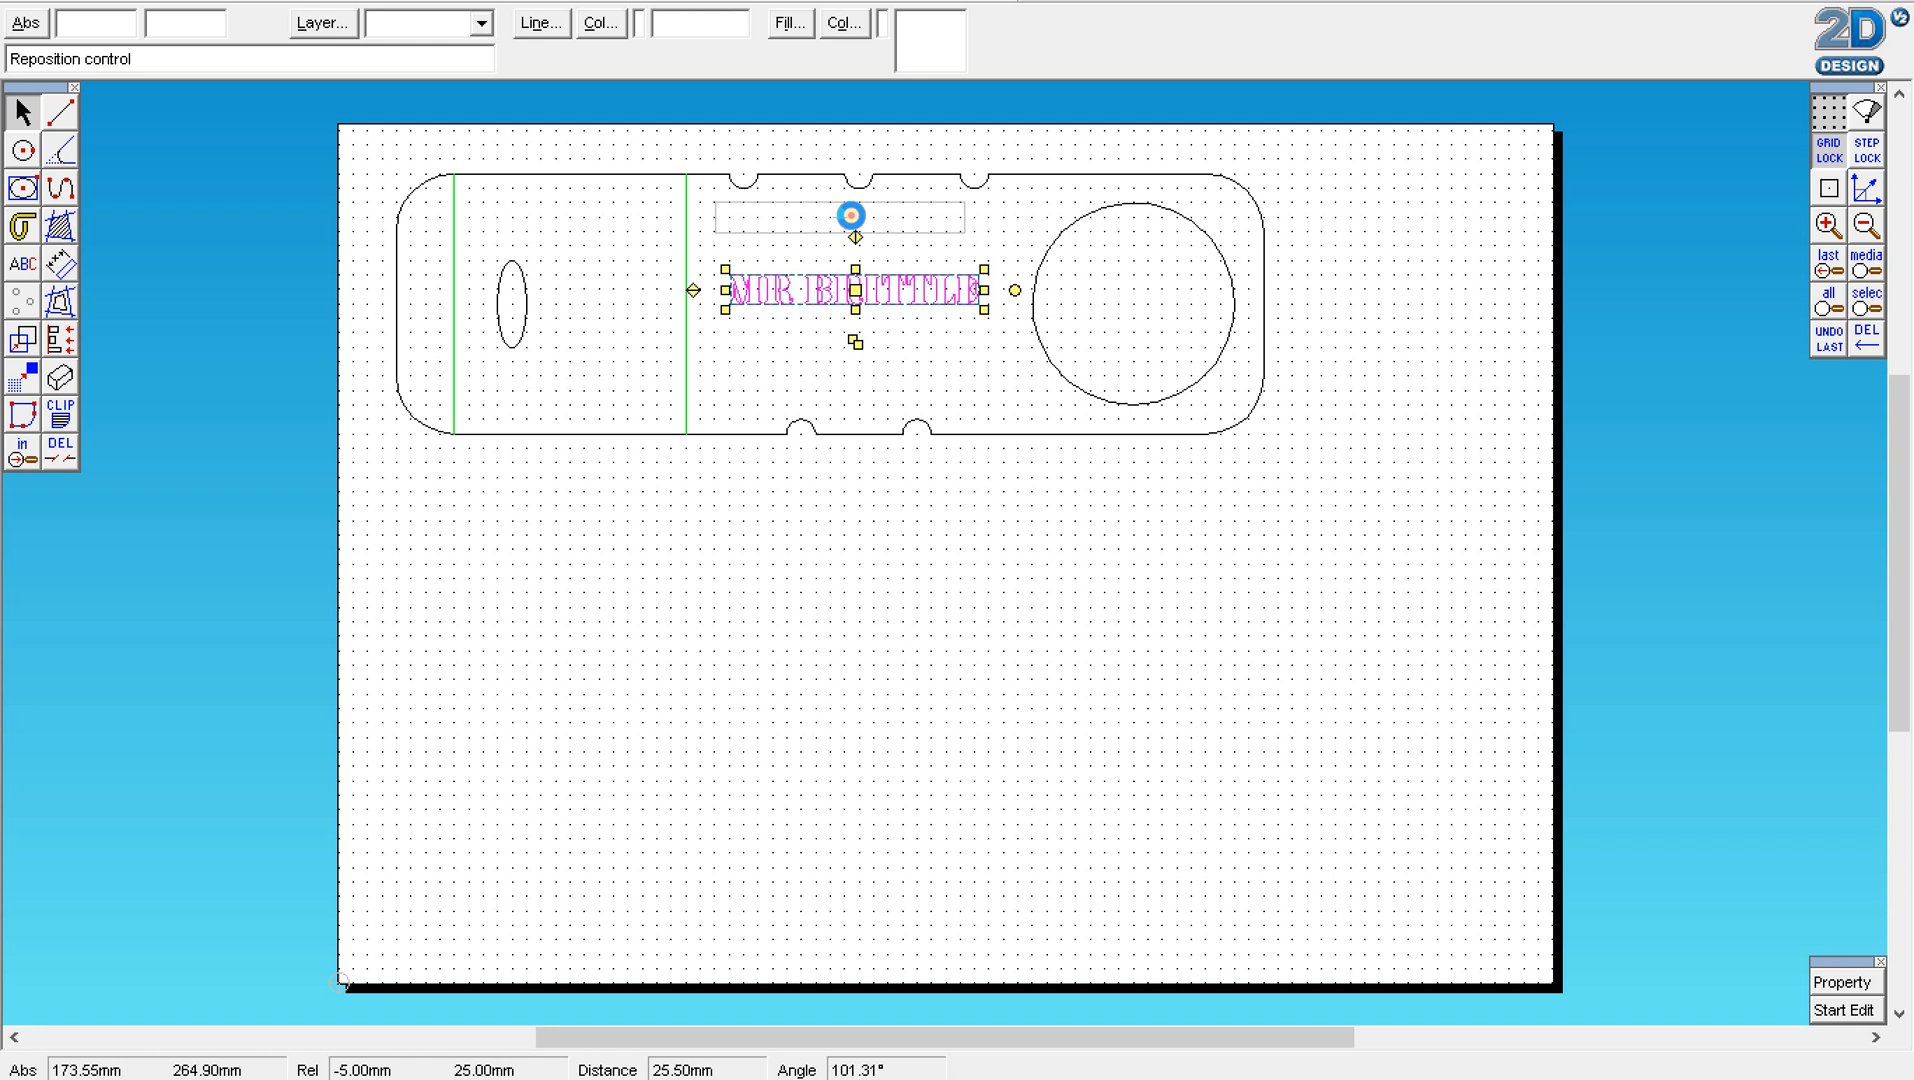 Abs
Layer...
Line...
Col...
Fill...
Col...
2D V2
DESIGN
Reposition control
GRID LOCK
STEP LOCK
ABC
last
media
all
selec
UNDO LAST
DEL
CLIP
in
DEL
MR BRITTLE
Property
Start Edit
Abs 173.55mm 264.90mm Rel -5.00mm 25.00mm Distance 25.50mm Angle 101.31°